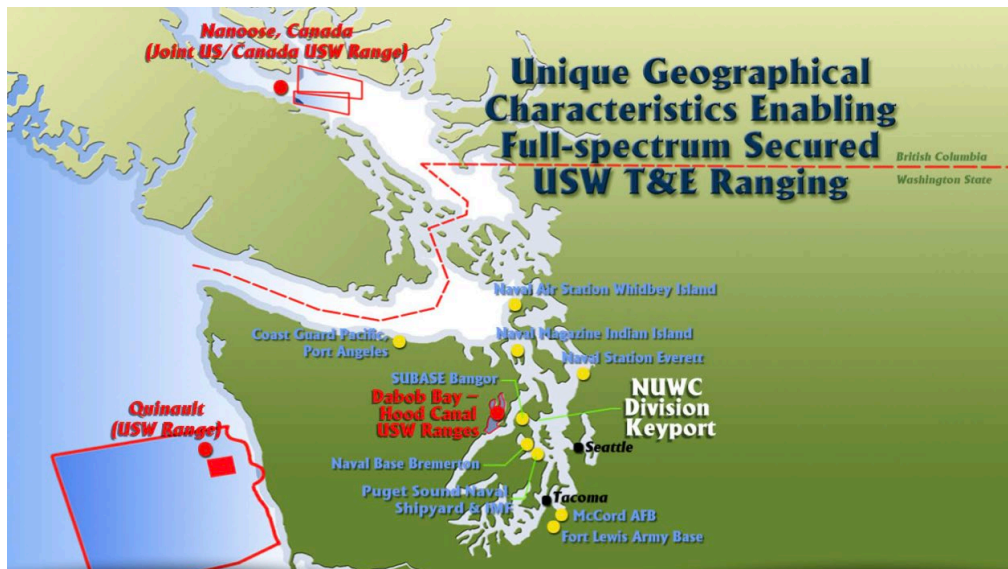 Nanoose, Canada
(Joint US/Canada USW Range)
Unique Geographical
Characteristics Enabling
Full-spectrum Secured
USW T&E Ranging
British Columbia
Washington State
Naval Air Station Whidbey Island
Coast Guard Pacific,
Port Angeles
Naval Magazine Indian Island
Naval Station Everett
SUBASE Bangor
Dabob Bay –
Hood Canal
USW Ranges
NUWC
Division
Keyport
Quinault
(USW Range)
Seattle
Naval Base Bremerton
Puget Sound Naval
Shipyard & IMF
Tacoma
McCord AFB
Fort Lewis Army Base